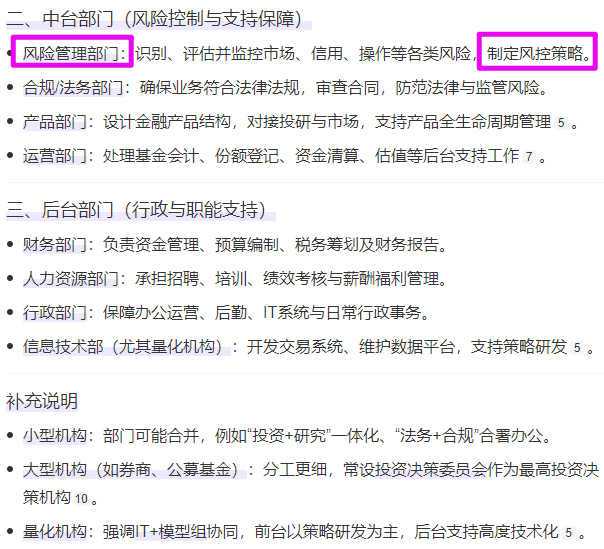 二、中台部门（风险控制与支持保障）
风险管理部门：识别、评估并监控市场、信用、操作等各类风险，制定风控策略。
合规/法务部门：确保业务符合法律法规，审查合同，防范法律与监管风险。
产品部门：设计金融产品结构，对接投研与市场，支持产品全生命周期管理 5 。
运营部门：处理基金会计、份额登记、资金清算、估值等后台支持工作 7 。
三、后台部门（行政与职能支持）
财务部门：负责资金管理、预算编制、税务筹划及财务报告。
人力资源部门：承担招聘、培训、绩效考核与薪酬福利管理。
行政部门：保障办公运营、后勤、IT系统与日常行政事务。
信息技术部（尤其量化机构）：开发交易系统、维护数据平台，支持策略研发 5 。
补充说明
小型机构：部门可能合并，例如“投资+研究”一体化、“法务+合规”合署办公。
大型机构（如券商、公募基金）：分工更细，常设投资决策委员会作为最高投资决
策机构 10 。
量化机构：强调IT+模型组协同，前台以策略研发为主，后台支持高度技术化 5 。